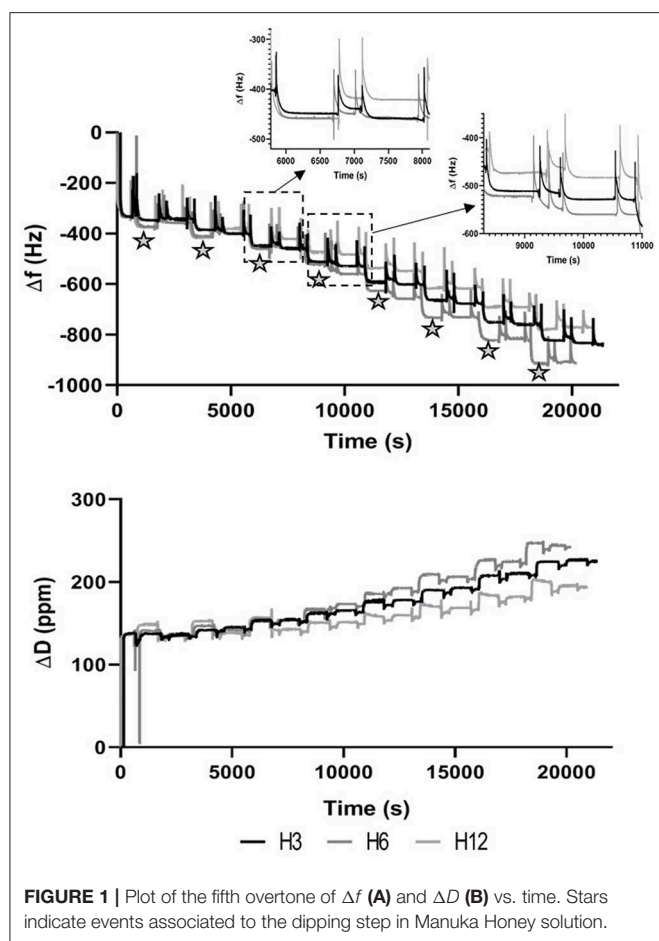 -300
-400
-500
Δf (Hz)
6000 6500 7000 7500 8000
Time (s)
-400
-500
-600
Δf (Hz)
9000 10000 11000
Time (s)
0
-200
-400
-600
-800
-1000
Δf (Hz)
0 5000 10000 15000 20000
Time (s)
300
200
100
0
ΔD (ppm)
0 5000 10000 15000 20000
Time (s)
H3 H6 H12
FIGURE 1 | Plot of the fifth overtone of Δf (A) and ΔD (B) vs. time. Stars
indicate events associated to the dipping step in Manuka Honey solution.